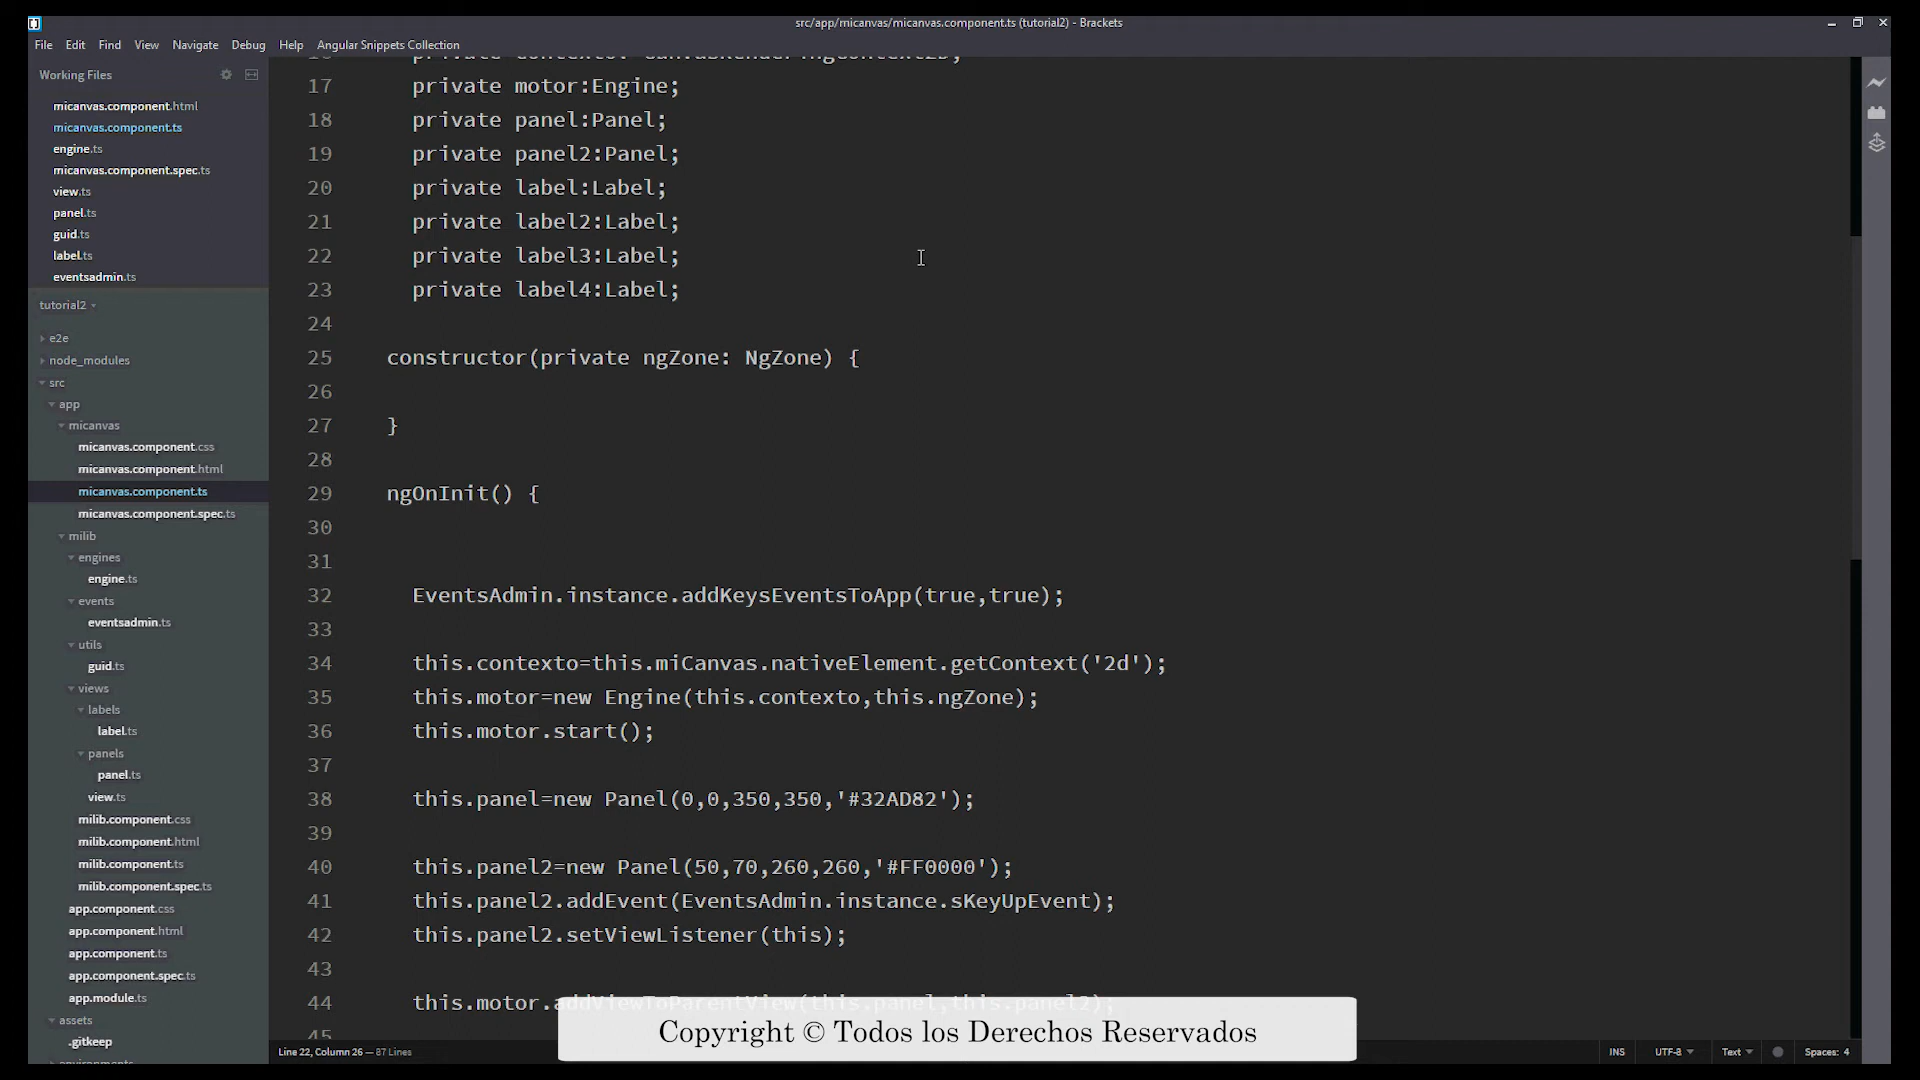 src/app/micanvas/micanvas.component.ts (tutorial2) - Brackets
File Edit Find View Navigate Debug Help Angular Snippets Collection
Working Files
micanvas.component.html
micanvas.component.ts
engine.ts
micanvas.component.spec.ts
view.ts
panel.ts
guid.ts
label.ts
eventsadmin.ts
tutorial2
e2e
node_modules
src
app
micanvas
micanvas.component.css
micanvas.component.html
micanvas.component.ts
micanvas.component.spec.ts
milib
engines
engine.ts
events
eventsadmin.ts
utils
guid.ts
views
labels
label.ts
panels
panel.ts
view.ts
milib.component.css
milib.component.html
milib.component.ts
milib.component.spec.ts
app.component.css
app.component.html
app.component.ts
app.component.spec.ts
app.module.ts
assets
.gitkeep
environments
16 private contexto: CanvasRenderingContext2D;
17 private motor:Engine;
18 private panel:Panel;
19 private panel2:Panel;
20 private label:Label;
21 private label2:Label;
22 private label3:Label;
23 private label4:Label;
24
25 constructor(private ngZone: NgZone) {
26
27 }
28
29 ngOnInit() {
30
31
32 EventsAdmin.instance.addKeysEventsToApp(true,true);
33
34 this.contexto=this.miCanvas.nativeElement.getContext('2d');
35 this.motor=new Engine(this.contexto,this.ngZone);
36 this.motor.start();
37
38 this.panel=new Panel(0,0,350,350,'#32AD82');
39
40 this.panel2=new Panel(50,70,260,260,'#FF0000');
41 this.panel2.addEvent(EventsAdmin.instance.sKeyUpEvent);
42 this.panel2.setViewListener(this);
43
44 this.motor.addViewToParentView(this.panel,this.panel2);
45
Copyright © Todos los Derechos Reservados
Line 22, Column 26 — 87 Lines
INS UTF-8 Text Spaces: 4